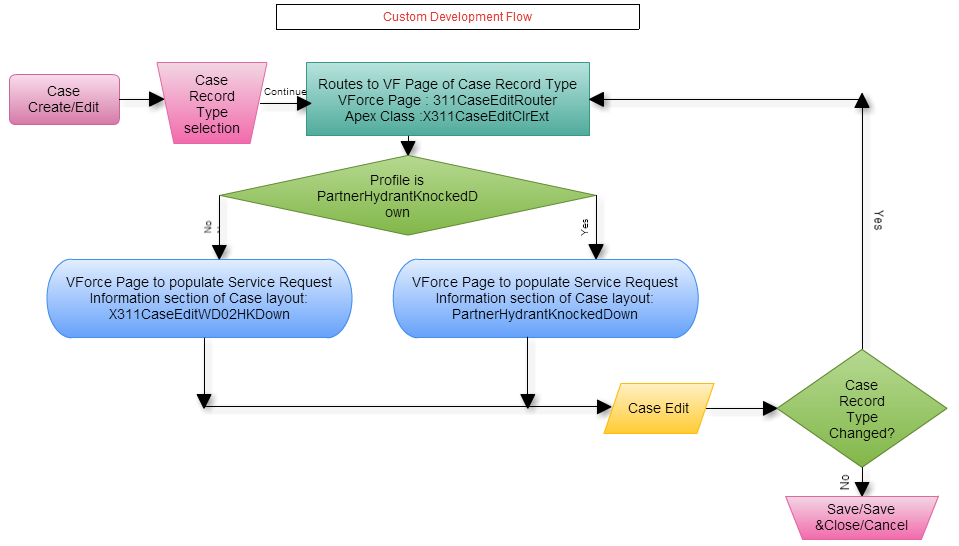 Custom Development Flow
Case
Create/Edit
Case
Record
Type
selection
Continue
Routes to VF Page of Case Record Type
VForce Page : 311CaseEditRouter
Apex Class :X311CaseEditClrExt
Profile is
PartnerHydrantKnockedD
own
No
Yes
VForce Page to populate Service Request
Information section of Case layout:
X311CaseEditWD02HKDown
VForce Page to populate Service Request
Information section of Case layout:
PartnerHydrantKnockedDown
Case Edit
Case
Record
Type
Changed?
Yes
No
Save/Save
&Close/Cancel